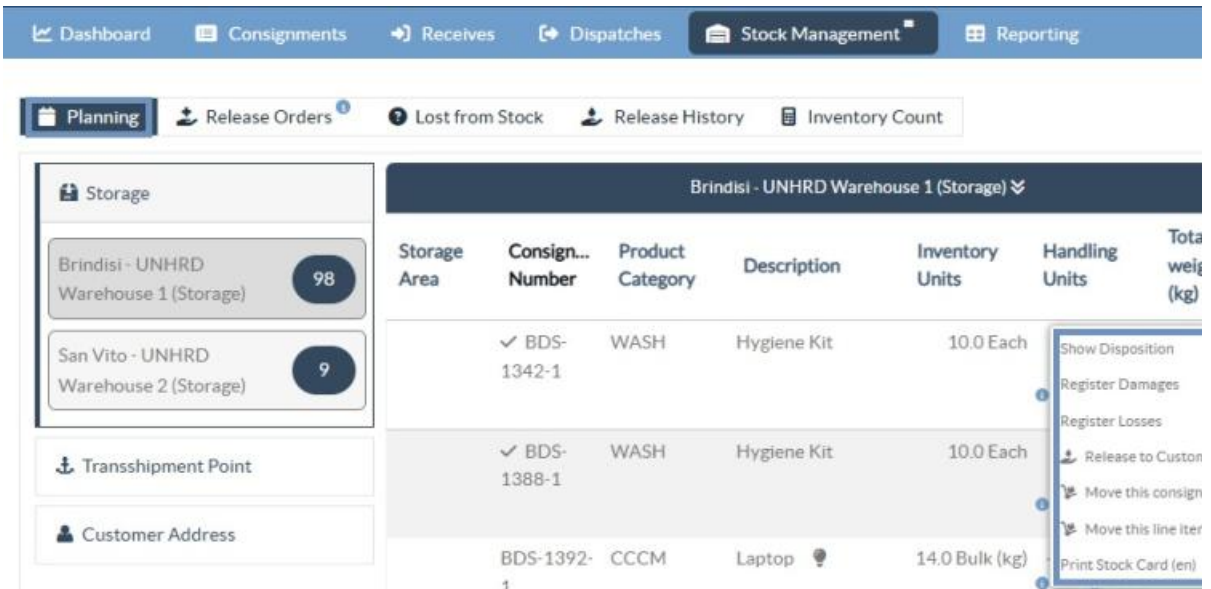 Dashboard Consignments Receives Dispatches Stock Management Reporting
Planning Release Orders Lost from Stock Release History Inventory Count
Storage
Brindisi - UNHRD
Warehouse 1 (Storage)
98
San Vito - UNHRD
Warehouse 2 (Storage)
9
Transshipment Point
Customer Address
Brindisi - UNHRD Warehouse 1 (Storage)
Storage
Area
Consign...
Number
Product
Category
Description
Inventory
Units
Handling
Units
Tota
weig
(kg)
BDS-
1342-1
WASH
Hygiene Kit
10.0 Each
BDS-
1388-1
WASH
Hygiene Kit
10.0 Each
BDS-1392-
1
CCCM
Laptop
14.0 Bulk (kg)
Show Disposition
Register Damages
Register Losses
Release to Custom
Move this consign
Move this line iter
Print Stock Card (en)